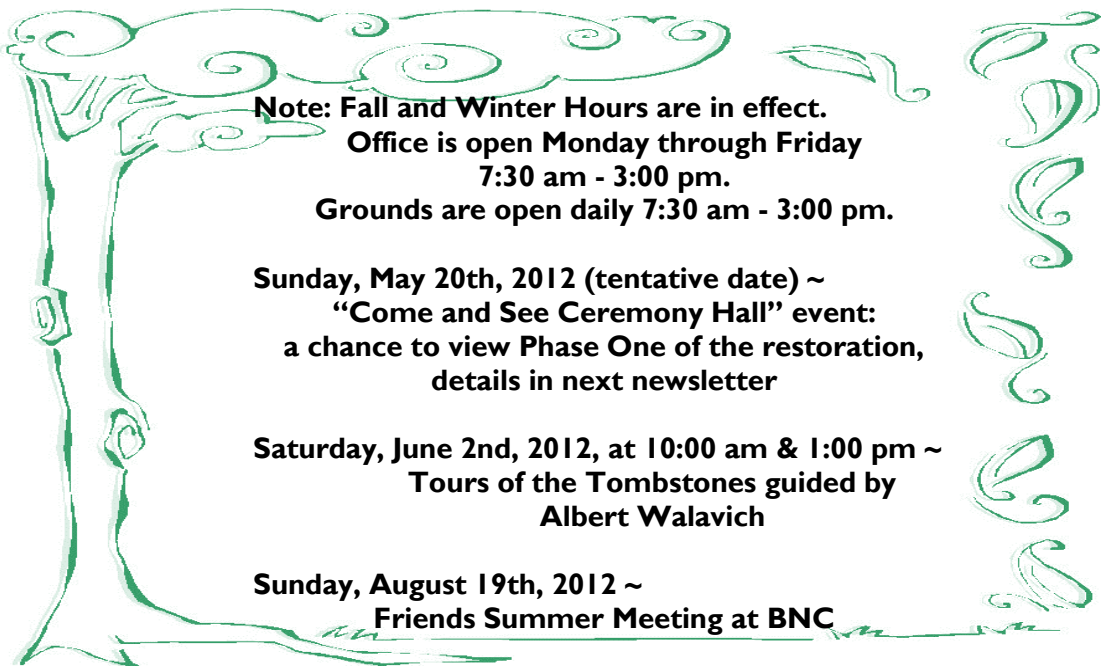 Note: Fall and Winter Hours are in effect.
Office is open Monday through Friday
7:30 am - 3:00 pm.
Grounds are open daily 7:30 am - 3:00 pm.
Sunday, May 20th, 2012 (tentative date) ~
“Come and See Ceremony Hall” event:
a chance to view Phase One of the restoration,
details in next newsletter
Saturday, June 2nd, 2012, at 10:00 am & 1:00 pm ~
Tours of the Tombstones guided by
Albert Walavich
Sunday, August 19th, 2012 ~
Friends Summer Meeting at BNC